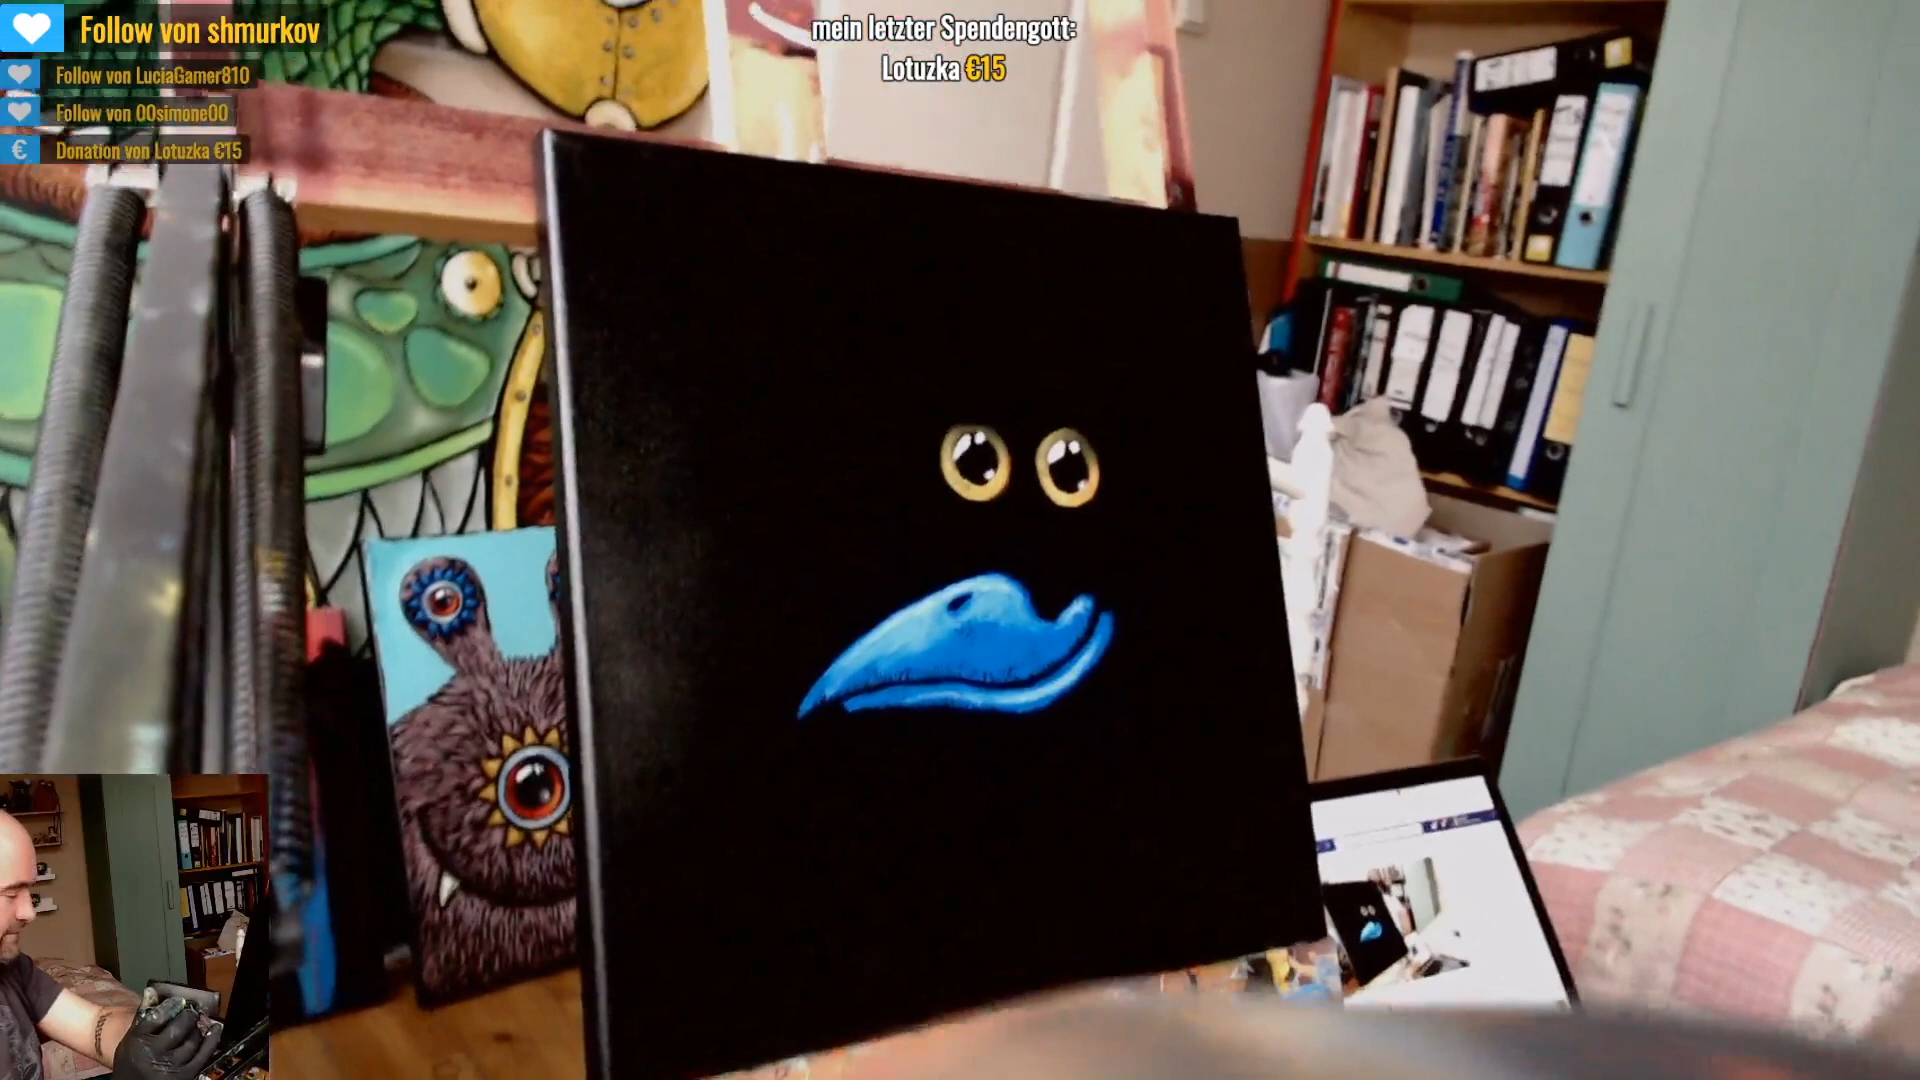 Follow von shmurkov
Follow von LuciaGamer810
Follow von 00simone00
Donation von Lotuzka €15
mein letzter Spendengott:
Lotuzka €15